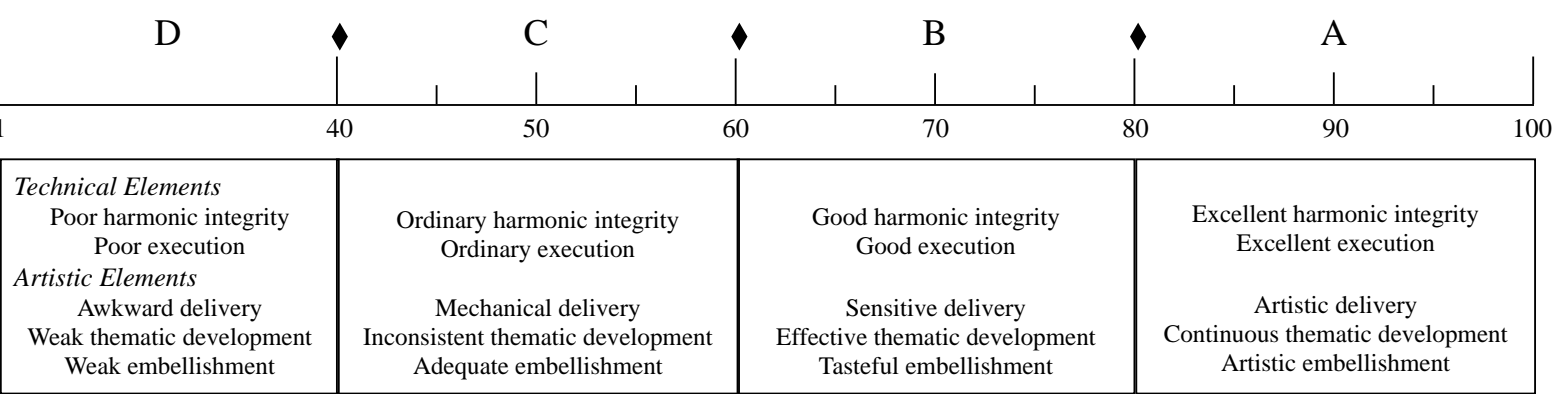 D ♦ C ♦ B ♦ A
1 40 50 60 70 80 90 100
Technical Elements
Poor harmonic integrity
Poor execution
Artistic Elements
Awkward delivery
Weak thematic development
Weak embellishment
Ordinary harmonic integrity
Ordinary execution
Mechanical delivery
Inconsistent thematic development
Adequate embellishment
Good harmonic integrity
Good execution
Sensitive delivery
Effective thematic development
Tasteful embellishment
Excellent harmonic integrity
Excellent execution
Artistic delivery
Continuous thematic development
Artistic embellishment